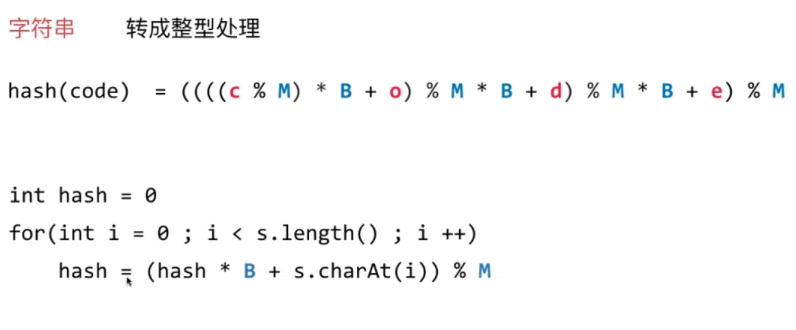 字符串 转成整型处理
hash(code) = ((((c % M) * B + o) % M * B + d) % M * B + e) % M
int hash = 0
for(int i = 0 ; i < s.length() ; i ++)
hash = (hash * B + s.charAt(i)) % M